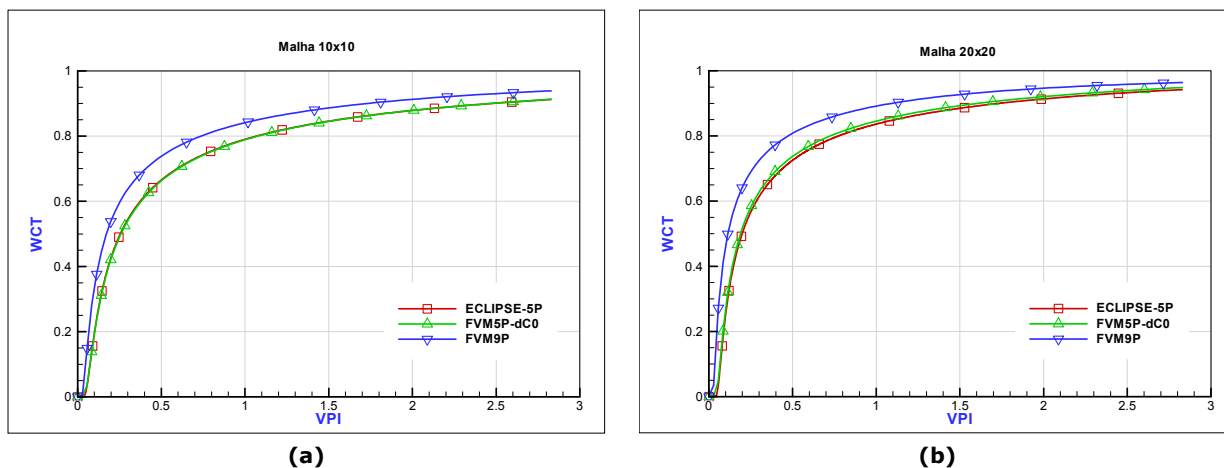 Malha 10x10
WCT
1
0.8
0.6
0.4
0.2
0
0 0.5 1 1.5 2 2.5 3
VPI
ECLIPSE-5P
FVM5P-dC0
FVM9P
(a)
Malha 20x20
WCT
1
0.8
0.6
0.4
0.2
0
0 0.5 1 1.5 2 2.5 3
VPI
ECLIPSE-5P
FVM5P-dC0
FVM9P
(b)